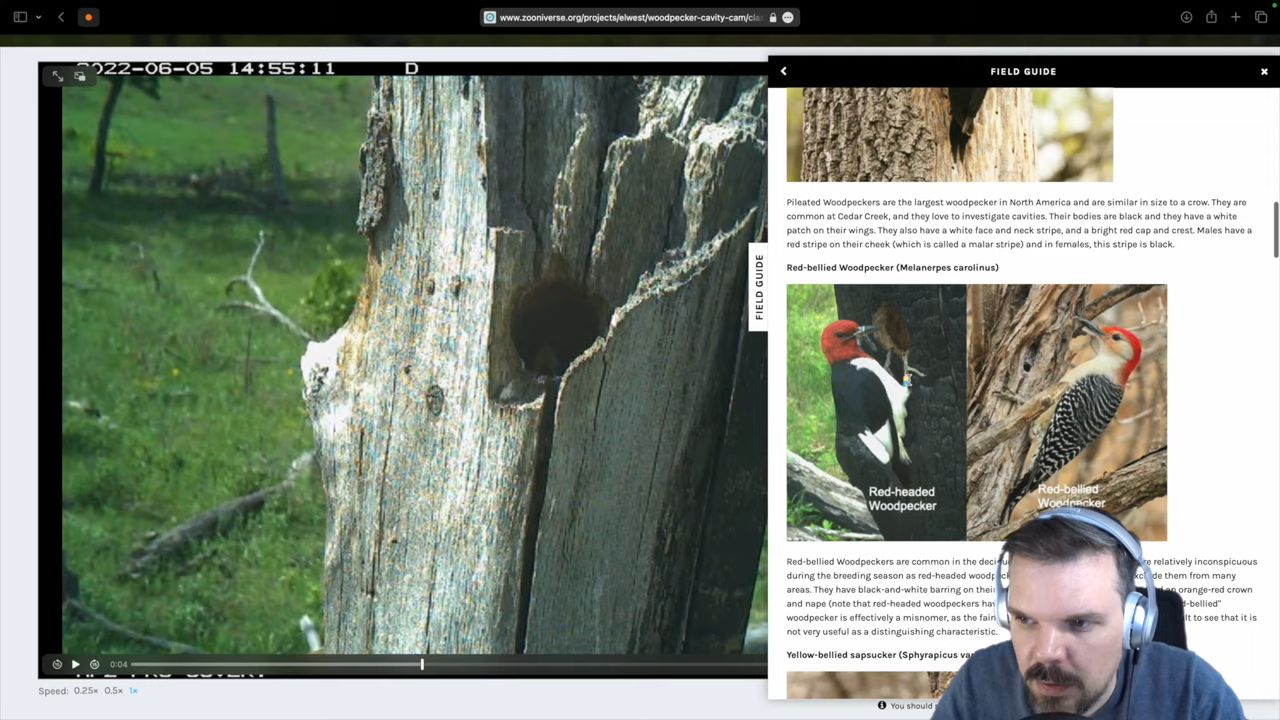 www.zooniverse.org/projects/elwest/woodpecker-cavity-cam/cla
2022-06-05 14:55:11 D
FIELD GUIDE
FIELD GUIDE
Pileated Woodpeckers are the largest woodpecker in North America and are similar in size to a crow. They are
common at Cedar Creek, and they love to investigate cavities. Their bodies are black and they have a white
patch on their wings. They also have a white face and neck stripe, and a bright red cap and crest. Males have a
red stripe on their cheek (which is called a malar stripe) and in females, this stripe is black.
Red-bellied Woodpecker (Melanerpes carolinus)
Red-headed
Woodpecker
Red-bellied
Woodpecker
Red-bellied Woodpeckers are common in the relatively inconspicuous
during the breeding season as red-headed them from many
areas. They have black-and-white barring on their an orange-red crown
and nape (note that red-headed woodpeckers
woodpecker is effectively a misnomer, as the to see that it is
not very useful as a distinguishing characteristic.
Yellow-bellied sapsucker (Sphyrapicus
0:04
Speed: 0.25× 0.5× 1×
You should